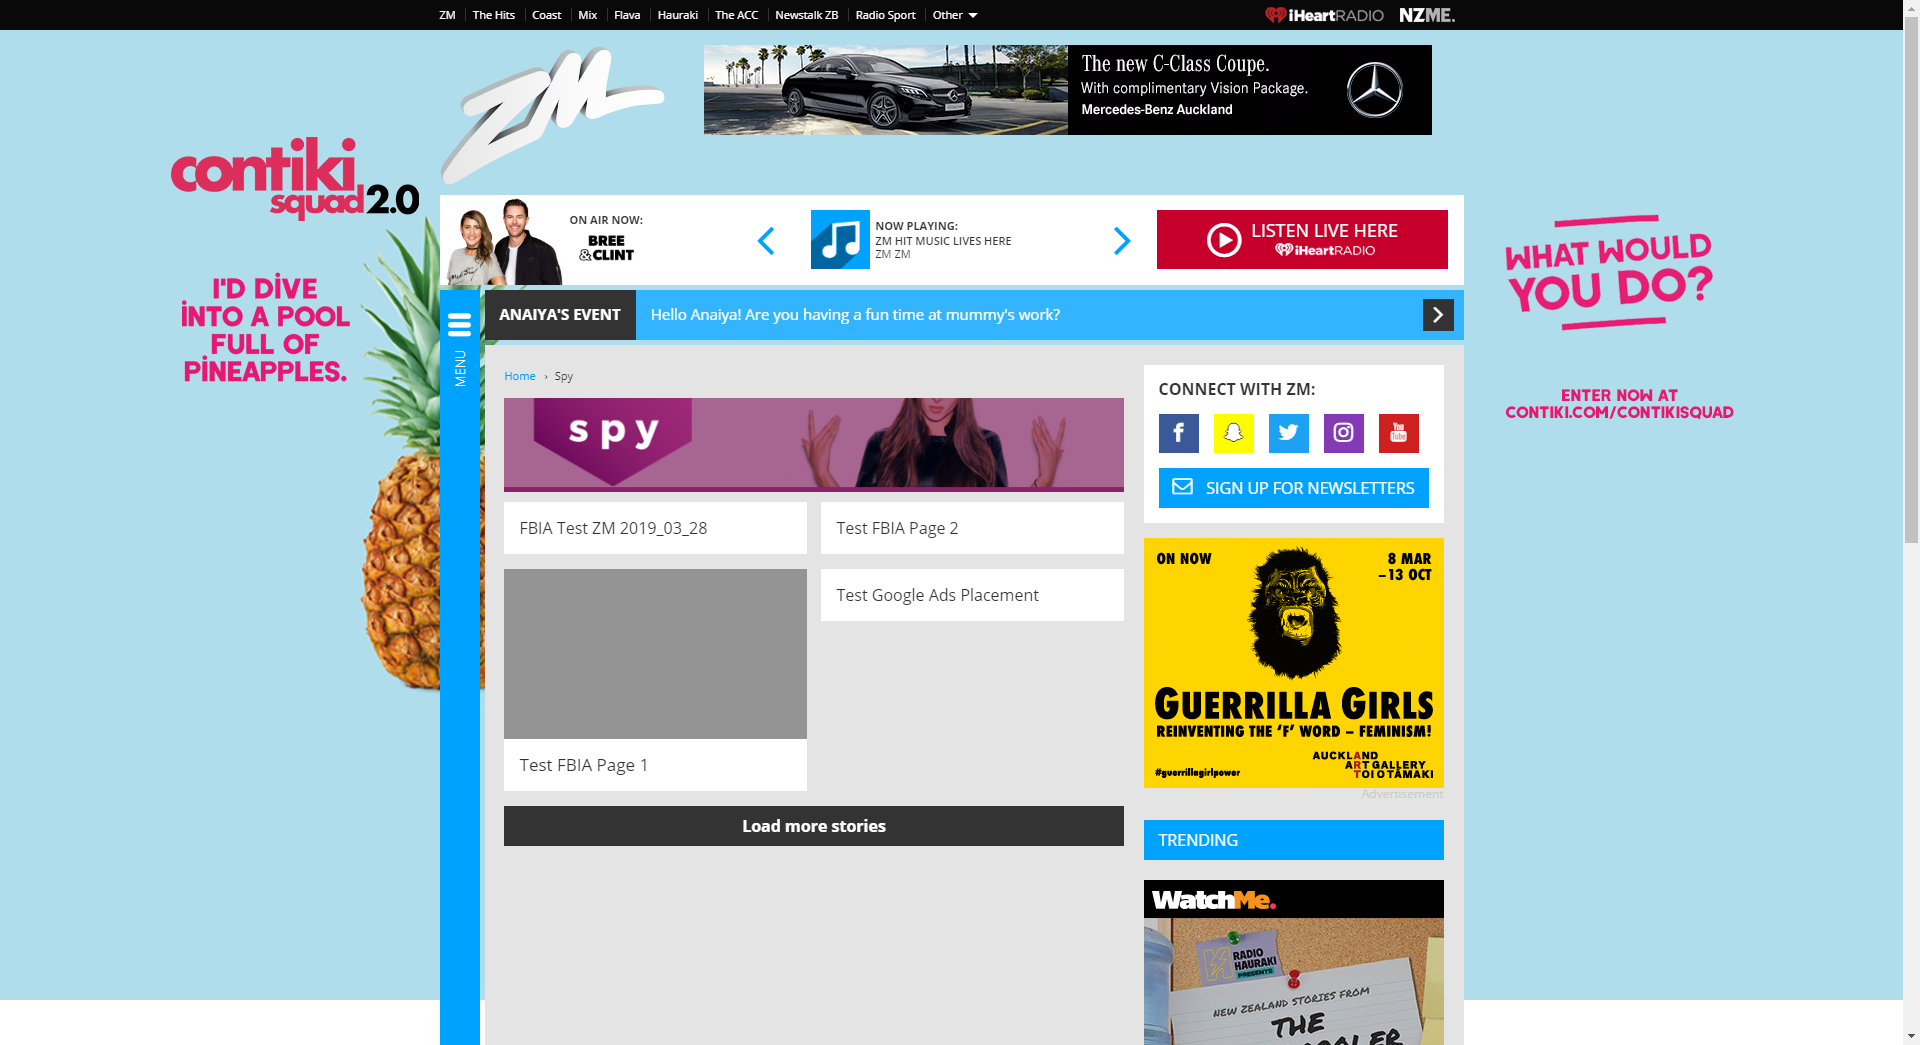 ZM
The Hits
Coast
Mix
Flava
Hauraki
The ACC
Newstalk ZB
Radio Sport
Other
iHeartRADIO
NZME.
ZM
The new C-Class Coupe.
With complimentary Vision Package.
Mercedes-Benz Auckland
contiki
squad 2.0
I'D DIVE
INTO A POOL
FULL OF
PINEAPPLES.
ON AIR NOW:
BREE
&CLINT
NOW PLAYING:
ZM HIT MUSIC LIVES HERE
ZM ZM
LISTEN LIVE HERE
iHeartRADIO
WHAT WOULD
YOU DO?
ENTER NOW AT
CONTIKI.COM/CONTIKISQUAD
MENU
ANAIYA'S EVENT
Hello Anaiya! Are you having a fun time at mummy's work?
Home › Spy
spy
FBIA Test ZM 2019_03_28
Test FBIA Page 2
Test Google Ads Placement
Test FBIA Page 1
Load more stories
CONNECT WITH ZM:
You
Tube
SIGN UP FOR NEWSLETTERS
ON NOW
8 MAR
–13 OCT
GUERRILLA GIRLS
REINVENTING THE ‘F’ WORD – FEMINISM!
AUCKLAND
ART GALLERY
TOI O TĀMAKI
#guerrillagirlpower
Advertisement
TRENDING
WatchMe.
RADIO
HAURAKI
PRESENTS
NEW ZEALAND STORIES FROM
THE